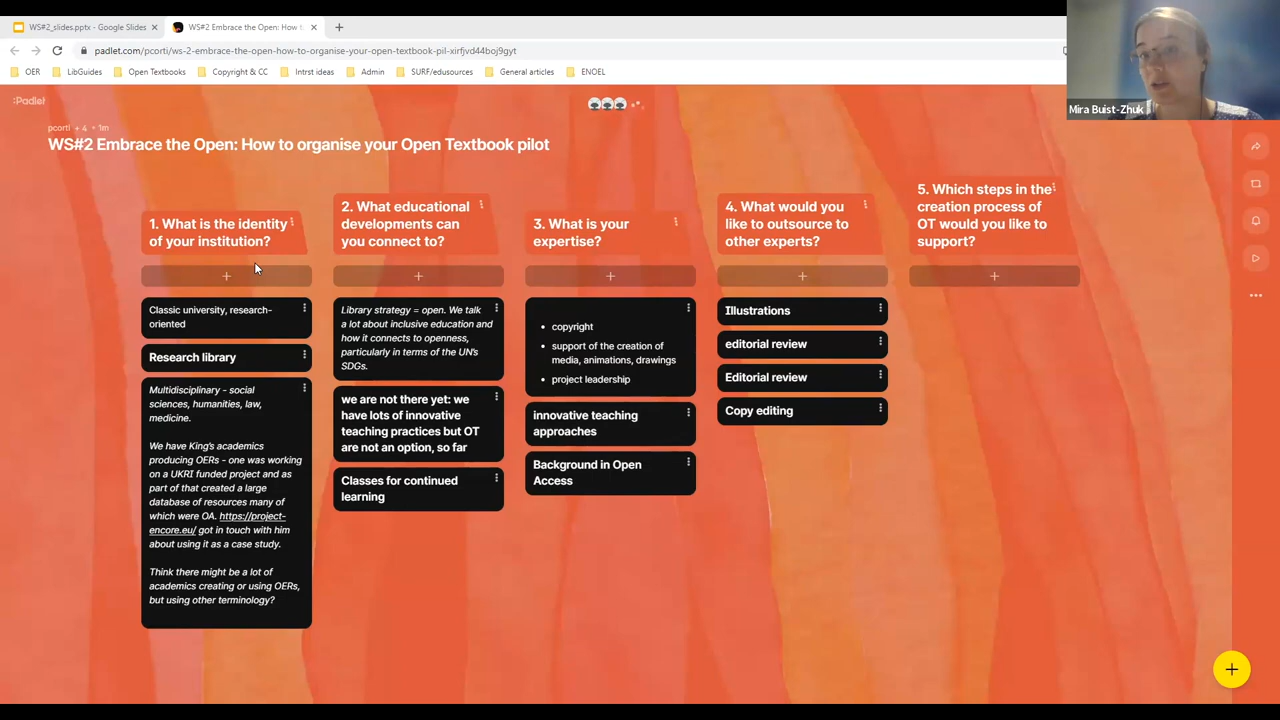 WS#2_slides.pptx - Google Slides
WS#2 Embrace the Open: How to
padlet.com/pcorti/ws-2-embrace-the-open-how-to-organise-your-open-textbook-pil-xirfjvd44boj9gyt
OER
LibGuides
Open Textbooks
Copyright & CC
Intrst ideas
Admin
SURF/edusources
General articles
ENOEL
Mira Buist-Zhuk
:Padlet
pcorti + 4 • 1m
WS#2 Embrace the Open: How to organise your Open Textbook pilot
1. What is the identity
of your institution?
Classic university, research-
oriented
Research library
Multidisciplinary - social
sciences, humanities, law,
medicine.
We have King's academics
producing OERs - one was working
on a UKRI funded project and as
part of that created a large
database of resources many of
which were OA. https://project-
encore.eu/ got in touch with him
about using it as a case study.
Think there might be a lot of
academics creating or using OERs,
but using other terminology?
2. What educational
developments can
you connect to?
Library strategy = open. We talk
a lot about inclusive education and
how it connects to openness,
particularly in terms of the UN's
SDGs.
we are not there yet: we
have lots of innovative
teaching practices but OT
are not an option, so far
Classes for continued
learning
3. What is your
expertise?
• copyright
• support of the creation of
media, animations, drawings
• project leadership
innovative teaching
approaches
Background in Open
Access
4. What would you
like to outsource to
other experts?
Illustrations
editorial review
Editorial review
Copy editing
5. Which steps in the
creation process of
OT would you like to
support?